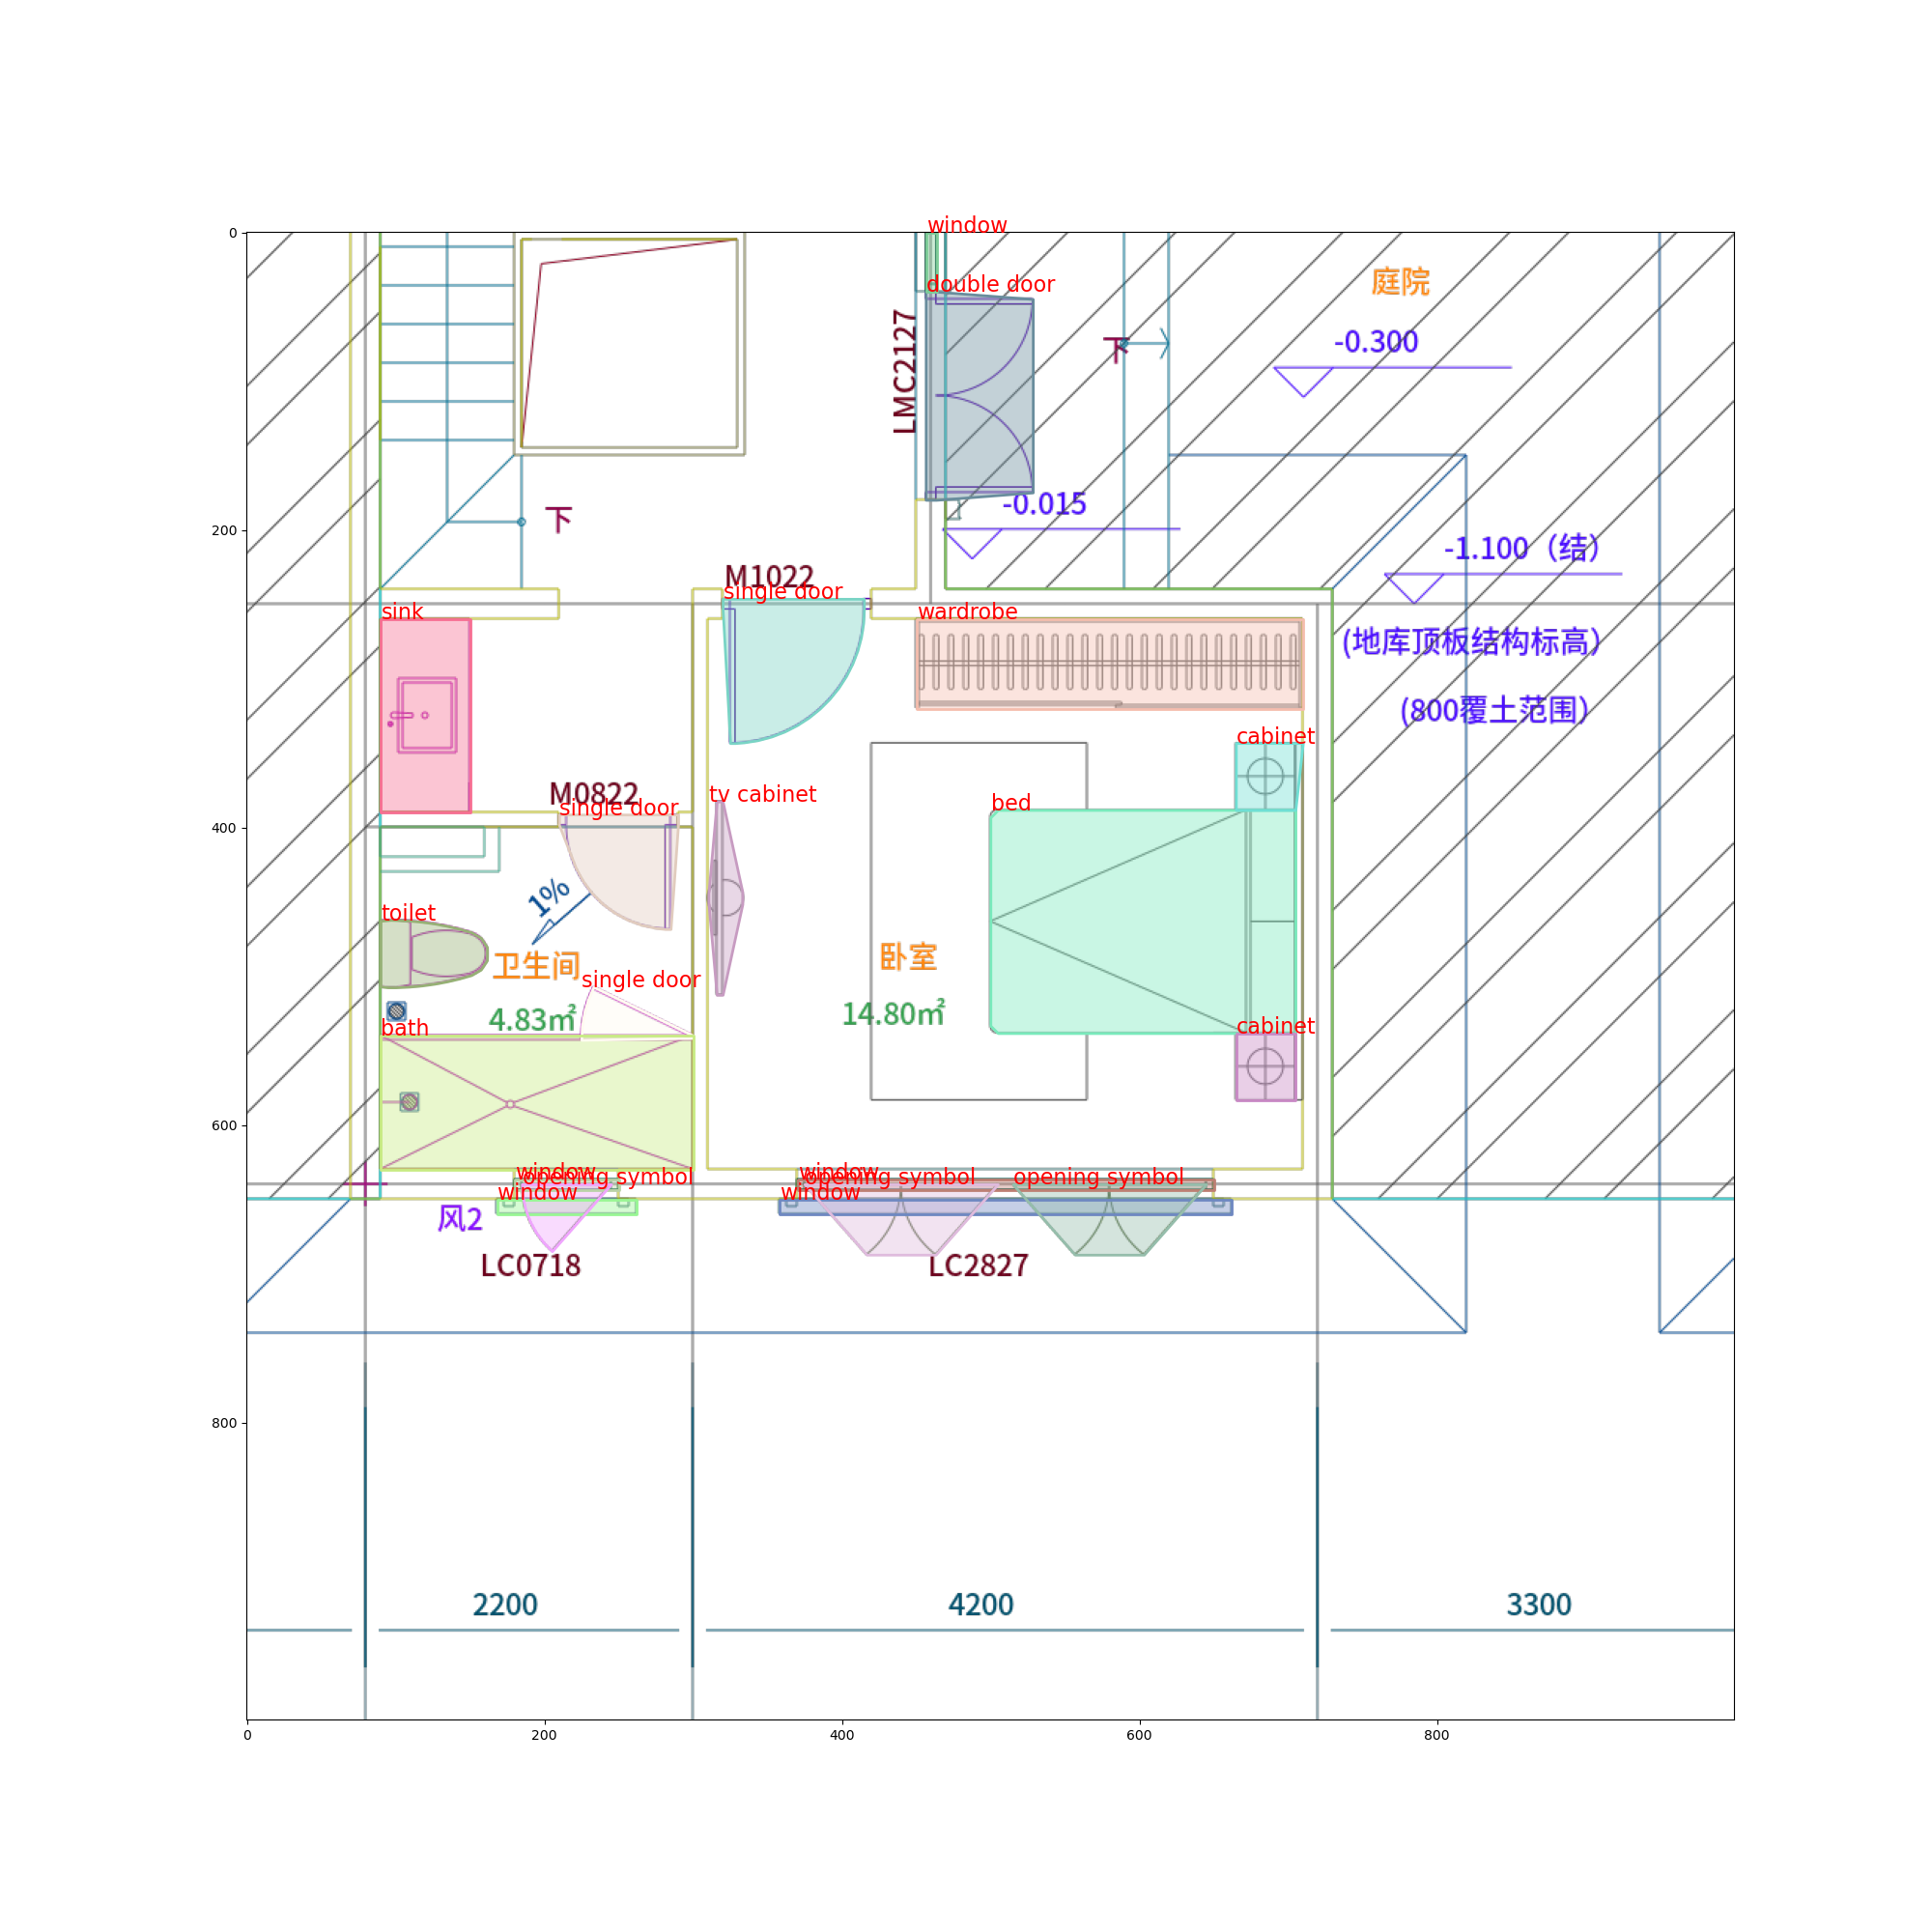 window
0
庭院
double door
LMC2127
下
-0.300
-0.015
下
200
-1.100（结）
M1022
single door
sink
wardrobe
(地库顶板结构标高)
(800覆土范围)
cabinet
M0822
tv cabinet
single door
bed
400
1%
toilet
卫生间
卧室
single door
4.83㎡
14.80㎡
bath
cabinet
600
window
opening symbol
window
opening symbol
opening symbol
window
window
风2
LC0718
LC2827
800
2200
4200
3300
0
200
400
600
800